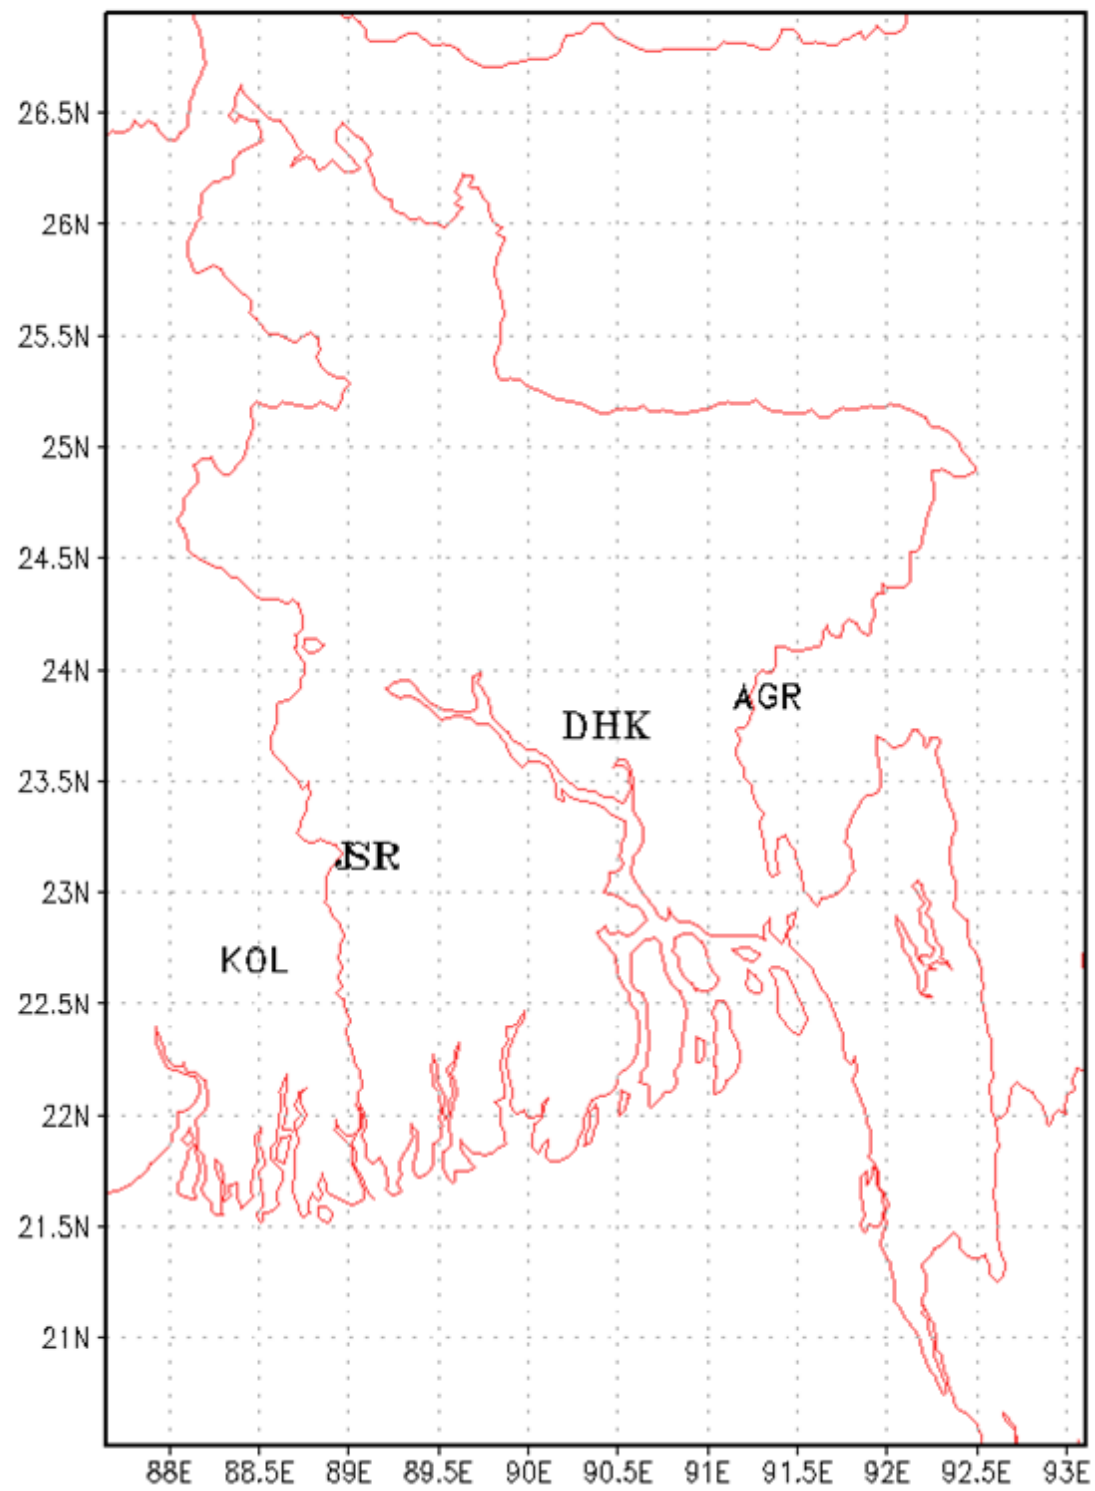 26.5N
26N
25.5N
25N
24.5N
24N
AGR
DHK
23.5N
JSR
23N
KOL
22.5N
22N
21.5N
21N
88E 88.5E 89E 89.5E 90E 90.5E 91E 91.5E 92E 92.5E 93E